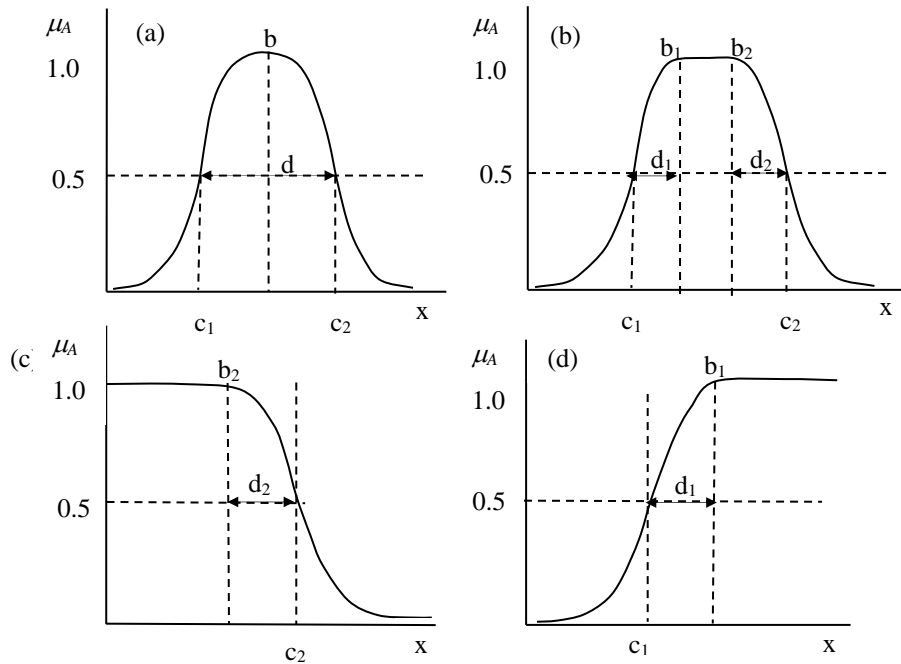 μA (a) b
1.0
d
0.5
c₁ c₂ x
μA (b) b₁ b₂
1.0
d₁ d₂
0.5
c₁ c₂ x
(c) μA
b₂
1.0
d₂
0.5
c₂ x
μA (d) b₁
1.0
d₁
0.5
c₁ x